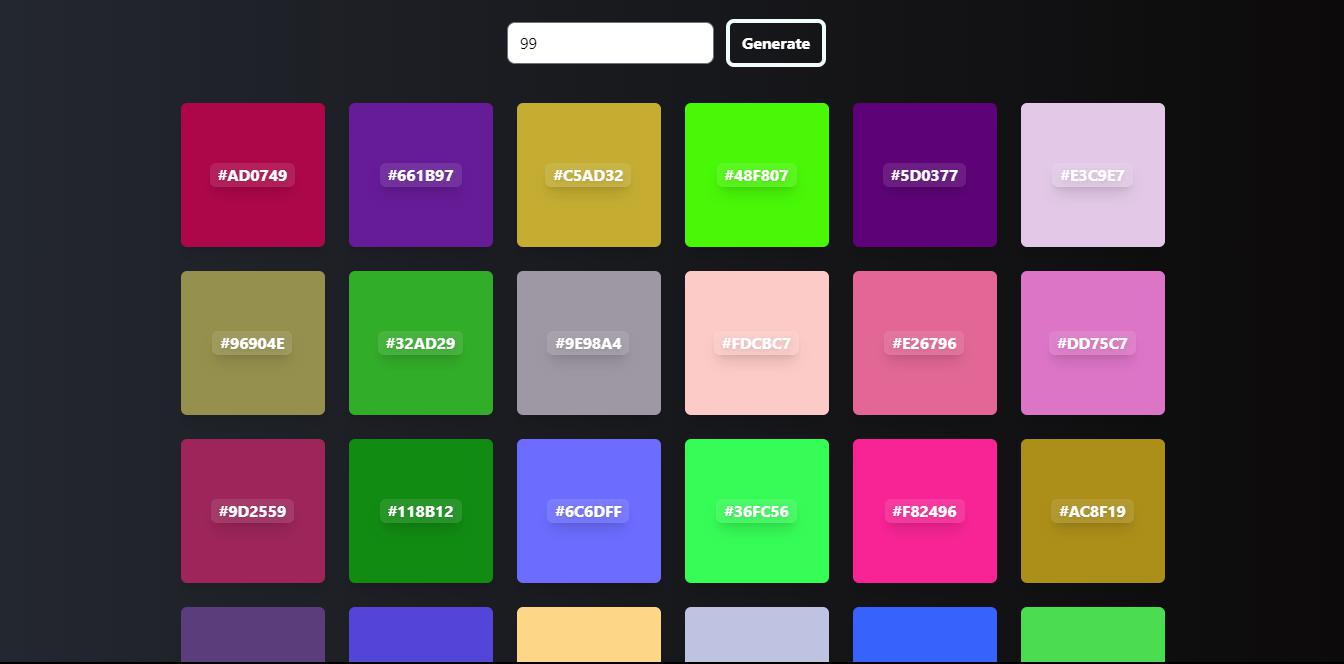 99 Generate
#AD0749 #661B97 #C5AD32 #48F807 #5D0377 #E3C9E7
#96904E #32AD29 #9E98A4 #FDCBC7 #E26796 #DD75C7
#9D2559 #118B12 #6C6DFF #36FC56 #F82496 #AC8F19